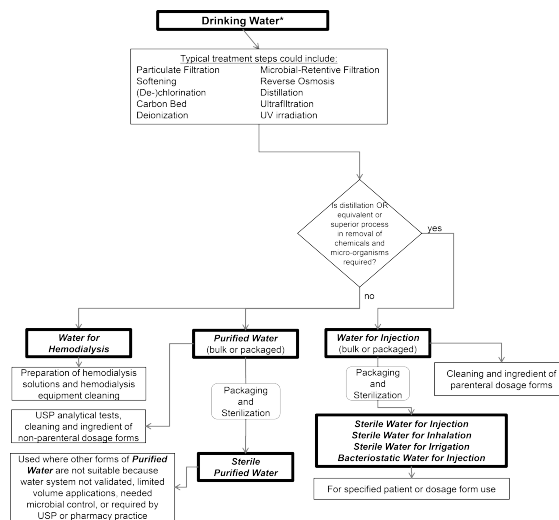 Drinking Water*
Typical treatment steps could include:
Particulate Filtration
Softening
(De-)chlorination
Carbon Bed
Deionization
Microbial-Retentive Filtration
Reverse Osmosis
Distillation
Ultrafiltration
UV irradiation
Is distillation OR
equivalent or
superior process
in removal of
chemicals and
micro-organisms
required?
yes
no
Water for
Hemodialysis
Preparation of hemodialysis
solutions and hemodialysis
equipment cleaning
Purified Water
(bulk or packaged)
Packaging
and
Sterilization
USP analytical tests,
cleaning and ingredient of
non-parenteral dosage forms
Sterile
Purified Water
Used where other forms of Purified
Water are not suitable because
water system not validated, limited
volume applications, needed
microbial control, or required by
USP or pharmacy practice
Water for Injection
(bulk or packaged)
Cleaning and ingredient of
parenteral dosage forms
Packaging
and
Sterilization
Sterile Water for Injection
Sterile Water for Inhalation
Sterile Water for Irrigation
Bacteriostatic Water for Injection
For specified patient or dosage form use